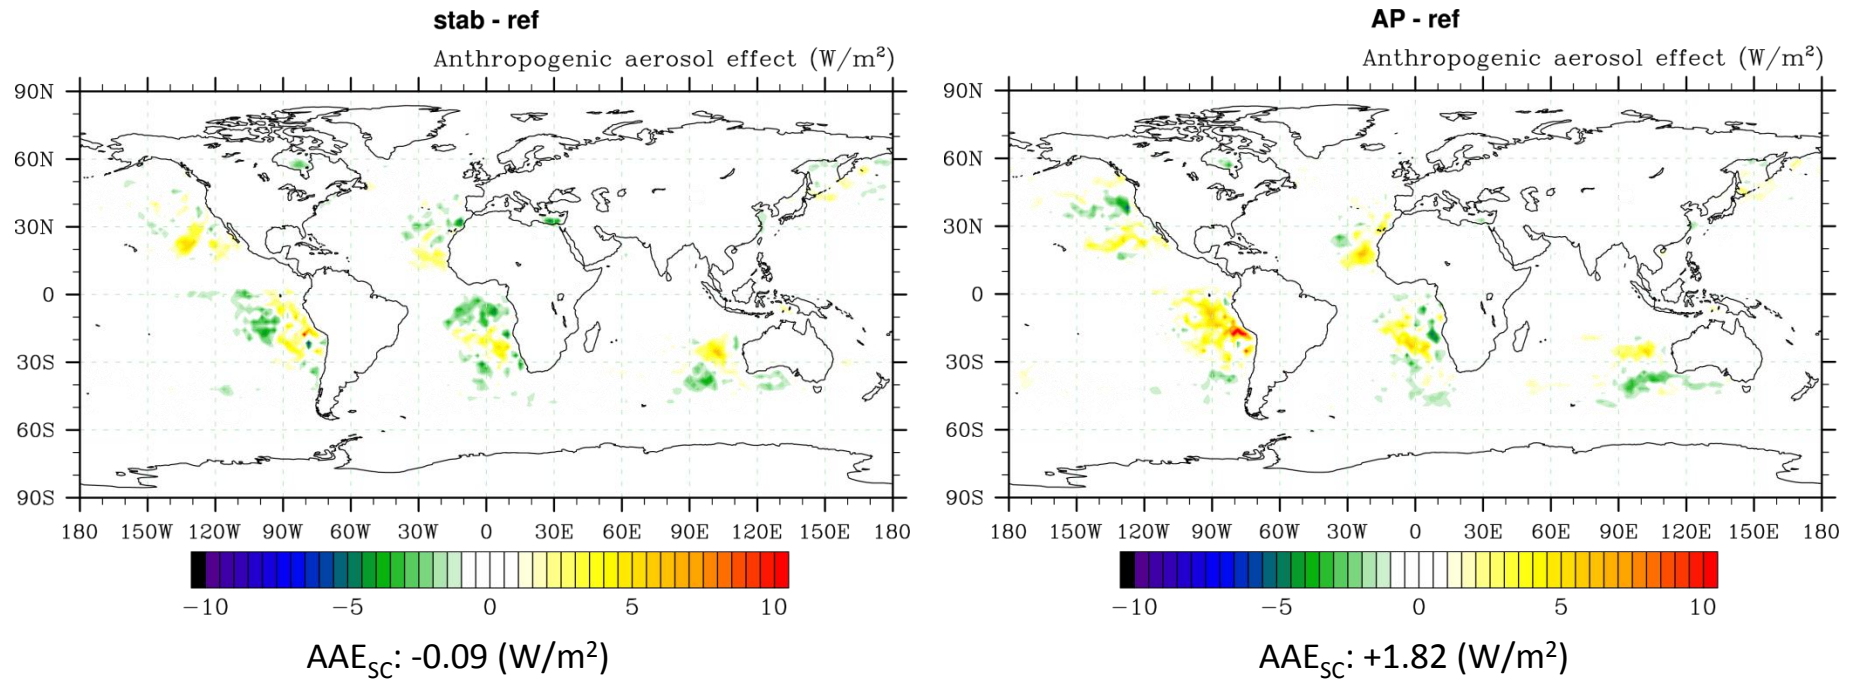 stab - ref
Anthropogenic aerosol effect (W/m²)
90N
60N
30N
0
30S
60S
90S
180 150W 120W 90W 60W 30W 0 30E 60E 90E 120E 150E 180
−10 −5 0 5 10
AAE_SC: -0.09 (W/m²)
AP - ref
Anthropogenic aerosol effect (W/m²)
90N
60N
30N
0
30S
60S
90S
180 150W 120W 90W 60W 30W 0 30E 60E 90E 120E 150E 180
−10 −5 0 5 10
AAE_SC: +1.82 (W/m²)